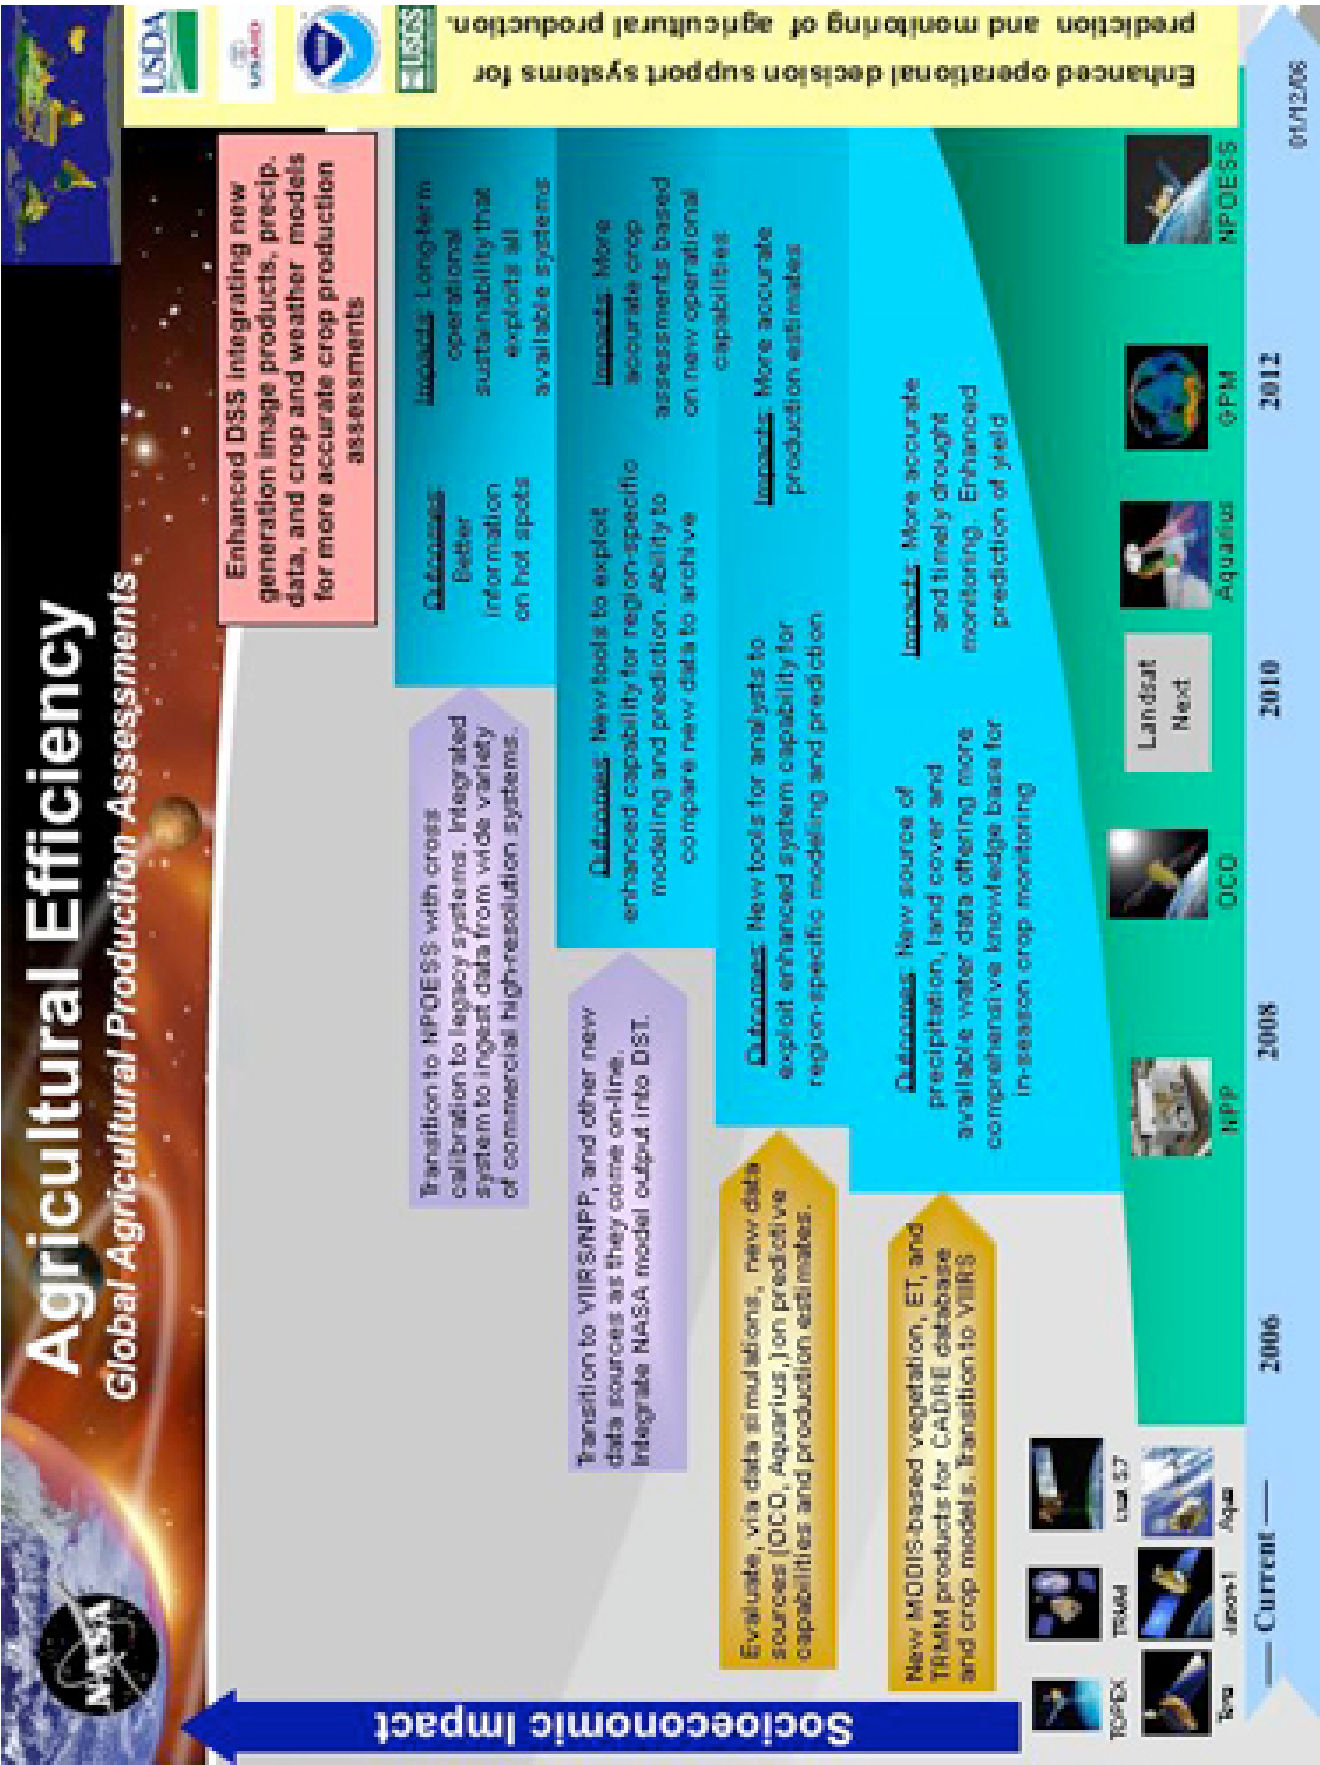 Agricultural Efficiency
Global Agricultural Production Assessments
NASA
Socioeconomic Impact
Enhanced DSS integrating new
generation image products, precip.
data, and crop and weather models
for more accurate crop production
assessments
Transition to NPOESS with cross
calibration to legacy systems. Integrated
system to ingest data from wide variety
of commercial high-resolution systems.
Outcomes:
Better
information
on hot spots
Impacts: Long-term
operational
sustainability that
exploits all
available systems
Transition to VIIRS/NPP, and other new
data sources as they come on-line.
Integrate NASA model output into DST.
Outcomes: New tools to exploit
enhanced capability for region-specific
modeling and prediction. Ability to
compare new data to archive
Impacts: More
accurate crop
assessments based
on new operational
capabilities
Evaluate, via data simulations, new data
sources (OCO, Aquarius,) on predictive
capabilities and production estimates.
Outcomes: New tools for analysts to
exploit enhanced system capability for
region-specific modeling and prediction
Impacts: More accurate
production estimates
New MODIS-based vegetation, ET, and
TRMM products for CADRE database
and crop models. Transition to VIIRS
Outcomes: New source of
precipitation, land cover and
available water data offering more
comprehensive knowledge base for
in-season crop monitoring
Impacts: More accurate
and timely drought
monitoring. Enhanced
prediction of yield
TOPEX
TRMM
Lsat 5,7
Terra
Jason1
Aqua
NPP
OCO
Landsat
Next
Aquarius
GPM
NPOESS
Current
2006
2008
2010
2012
01/12/06
USDA
USAID
NOAA
USGS
Enhanced operational decision support systems for
prediction and monitoring of agricultural production.